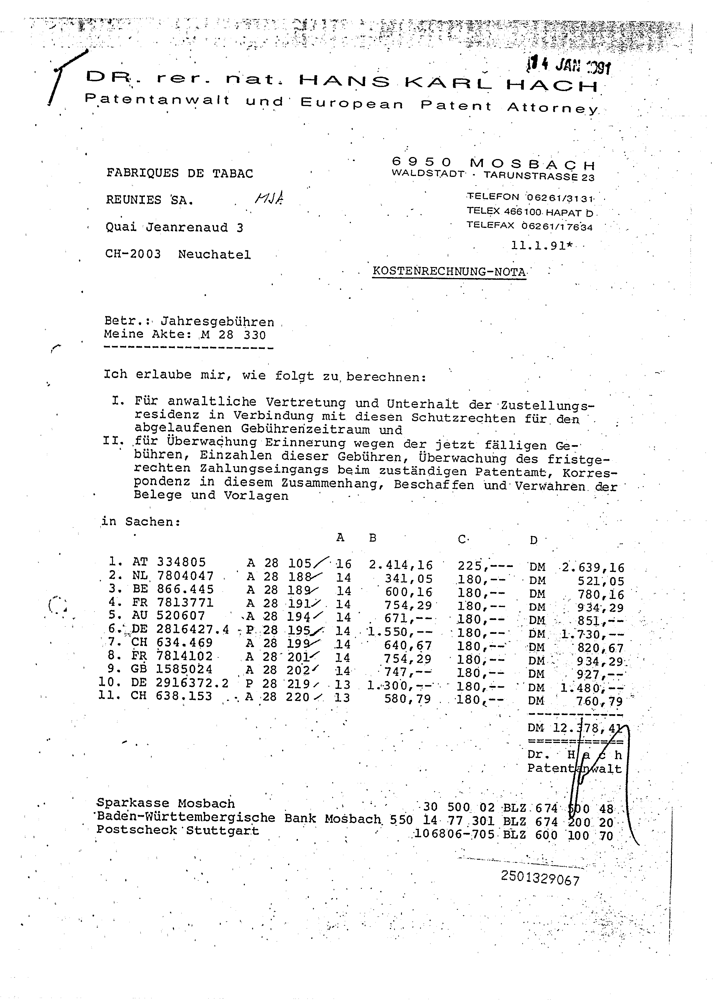 14 JAN 1991
DR. rer. nat. HANS KARL HACH
Patentanwalt und European Patent Attorney
6950 MOSBACH
WALDSTADT · TARUNSTRASSE 23
TELEFON 06261/3131
TELEX 466100 HAPAT D
TELEFAX 06261/17634
11.1.91*
FABRIQUES DE TABAC
REUNIES SA. MJA
Quai Jeanrenaud 3
CH-2003 Neuchatel
KOSTENRECHNUNG-NOTA
Betr.: Jahresgebühren
Meine Akte: M 28 330
---------------------
Ich erlaube mir, wie folgt zu berechnen:
I. Für anwaltliche Vertretung und Unterhalt der Zustellungs-
residenz in Verbindung mit diesen Schutzrechten für den
abgelaufenen Gebührenzeitraum und
II. für Überwachung Erinnerung wegen der jetzt fälligen Ge-
bühren, Einzahlen dieser Gebühren, Überwachung des fristge-
rechten Zahlungseingangs beim zuständigen Patentamt, Korres-
pondenz in diesem Zusammenhang, Beschaffen und Verwahren der
Belege und Vorlagen
in Sachen:
A B C D
1. AT 334805 A 28 105 16 2.414,16 225,--- DM 2.639,16
2. NL 7804047 A 28 188 14 341,05 180,-- DM 521,05
3. BE 866.445 A 28 189 14 600,16 180,-- DM 780,16
4. FR 7813771 A 28 191 14 754,29 180,-- DM 934,29
5. AU 520607 A 28 194 14 671,-- 180,-- DM 851,--
6. DE 2816427.4 P 28 195 14 1.550,-- 180,-- DM 1.730,--
7. CH 634.469 A 28 199 14 640,67 180,-- DM 820,67
8. FR 7814102 A 28 201 14 754,29 180,-- DM 934,29
9. GB 1585024 A 28 202 14 747,-- 180,-- DM 927,--
10. DE 2916372.2 P 28 219 13 1.300,-- 180,-- DM 1.480,--
11. CH 638.153 A 28 220 13 580,79 180,-- DM 760,79
DM 12.378,41
============
Dr. H a c h
Patentanwalt
Sparkasse Mosbach 30 500 02 BLZ 674 500 48
Baden-Württembergische Bank Mosbach 550 14 77 301 BLZ 674 200 20
Postscheck Stuttgart 106806-705 BLZ 600 100 70
2501329067